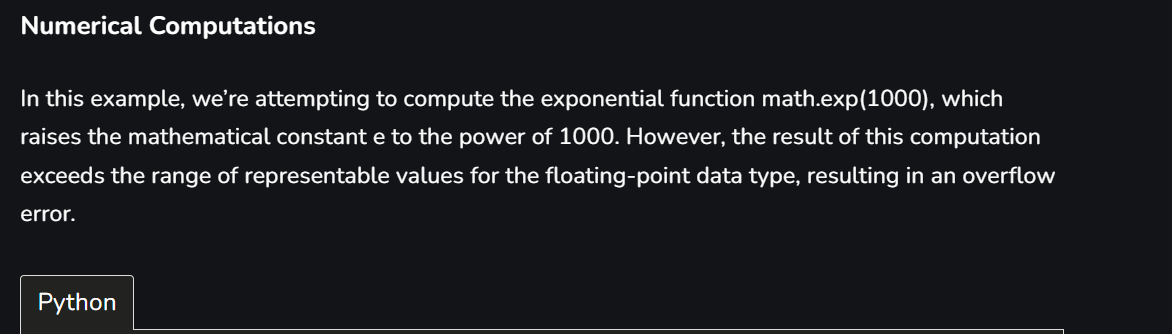 Numerical Computations
In this example, we’re attempting to compute the exponential function math.exp(1000), which
raises the mathematical constant e to the power of 1000. However, the result of this computation
exceeds the range of representable values for the floating-point data type, resulting in an overflow
error.
Python